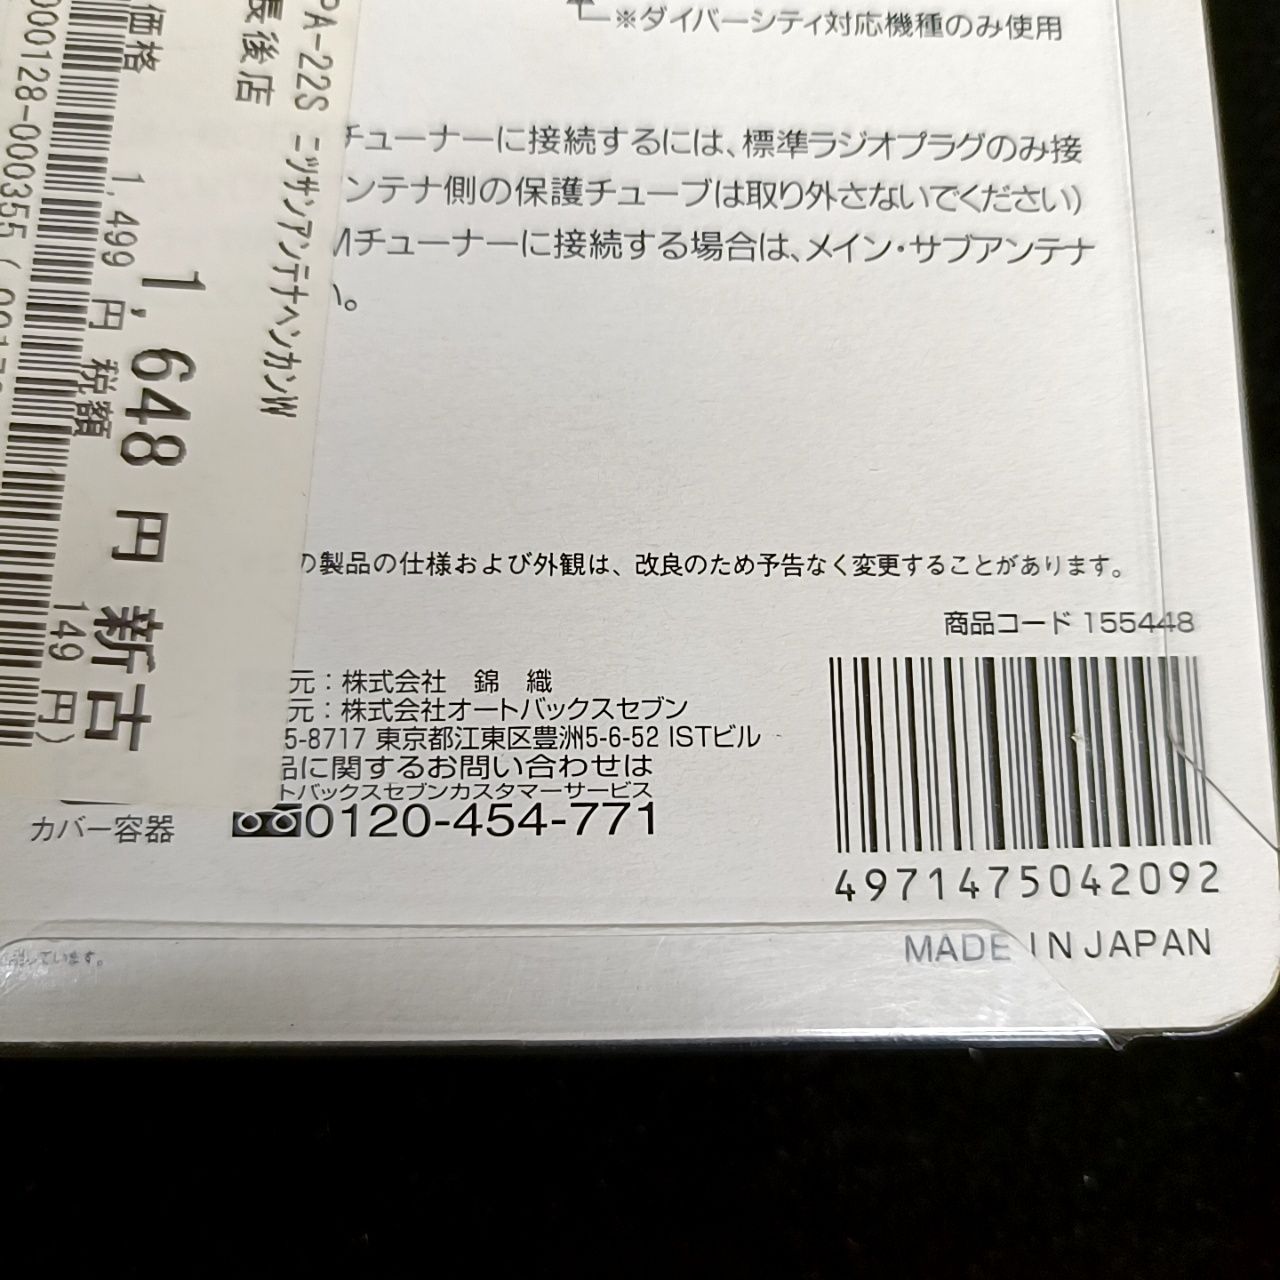 ※ダイバーシティ対応機種のみ使用
チューナーに接続するには、標準ラジオプラグのみ接
ンテナ側の保護チューブは取り外さないでください)
Mチューナーに接続する場合は、メイン・サブアンテナ
い。
の製品の仕様および外観は、改良のため予告なく変更することがあります。
商品コード 155448
元：株式会社 錦 織
元：株式会社オートバックスセブン
5-8717 東京都江東区豊洲5-6-52 ISTビル
品に関するお問い合わせは
トバックスセブンカスタマーサービス
0120-454-771
カバー容器
4971475042092
MADE IN JAPAN
っています。
PA-22S ニッサンアンテナヘンカンW
後店
1,648 円 新古
価格 1,499 円 税額 149 円)
000128-000355 (